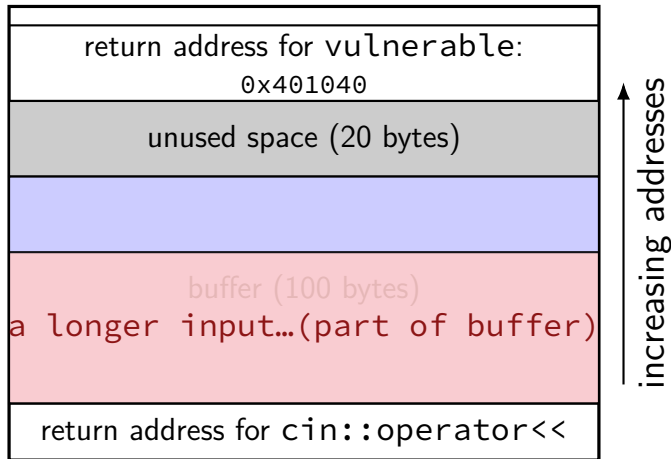 return address for vulnerable:
0x401040
unused space (20 bytes)
buffer (100 bytes)
a longer input…(part of buffer)
return address for cin::operator<<
increasing addresses